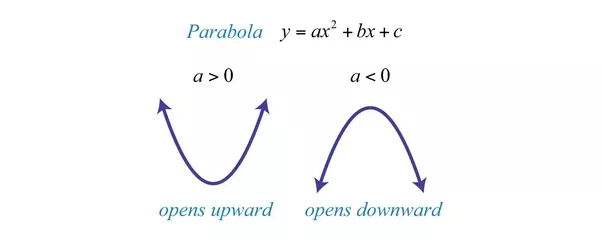 Parabola y = ax² + bx + c
a > 0 a < 0
opens upward opens downward